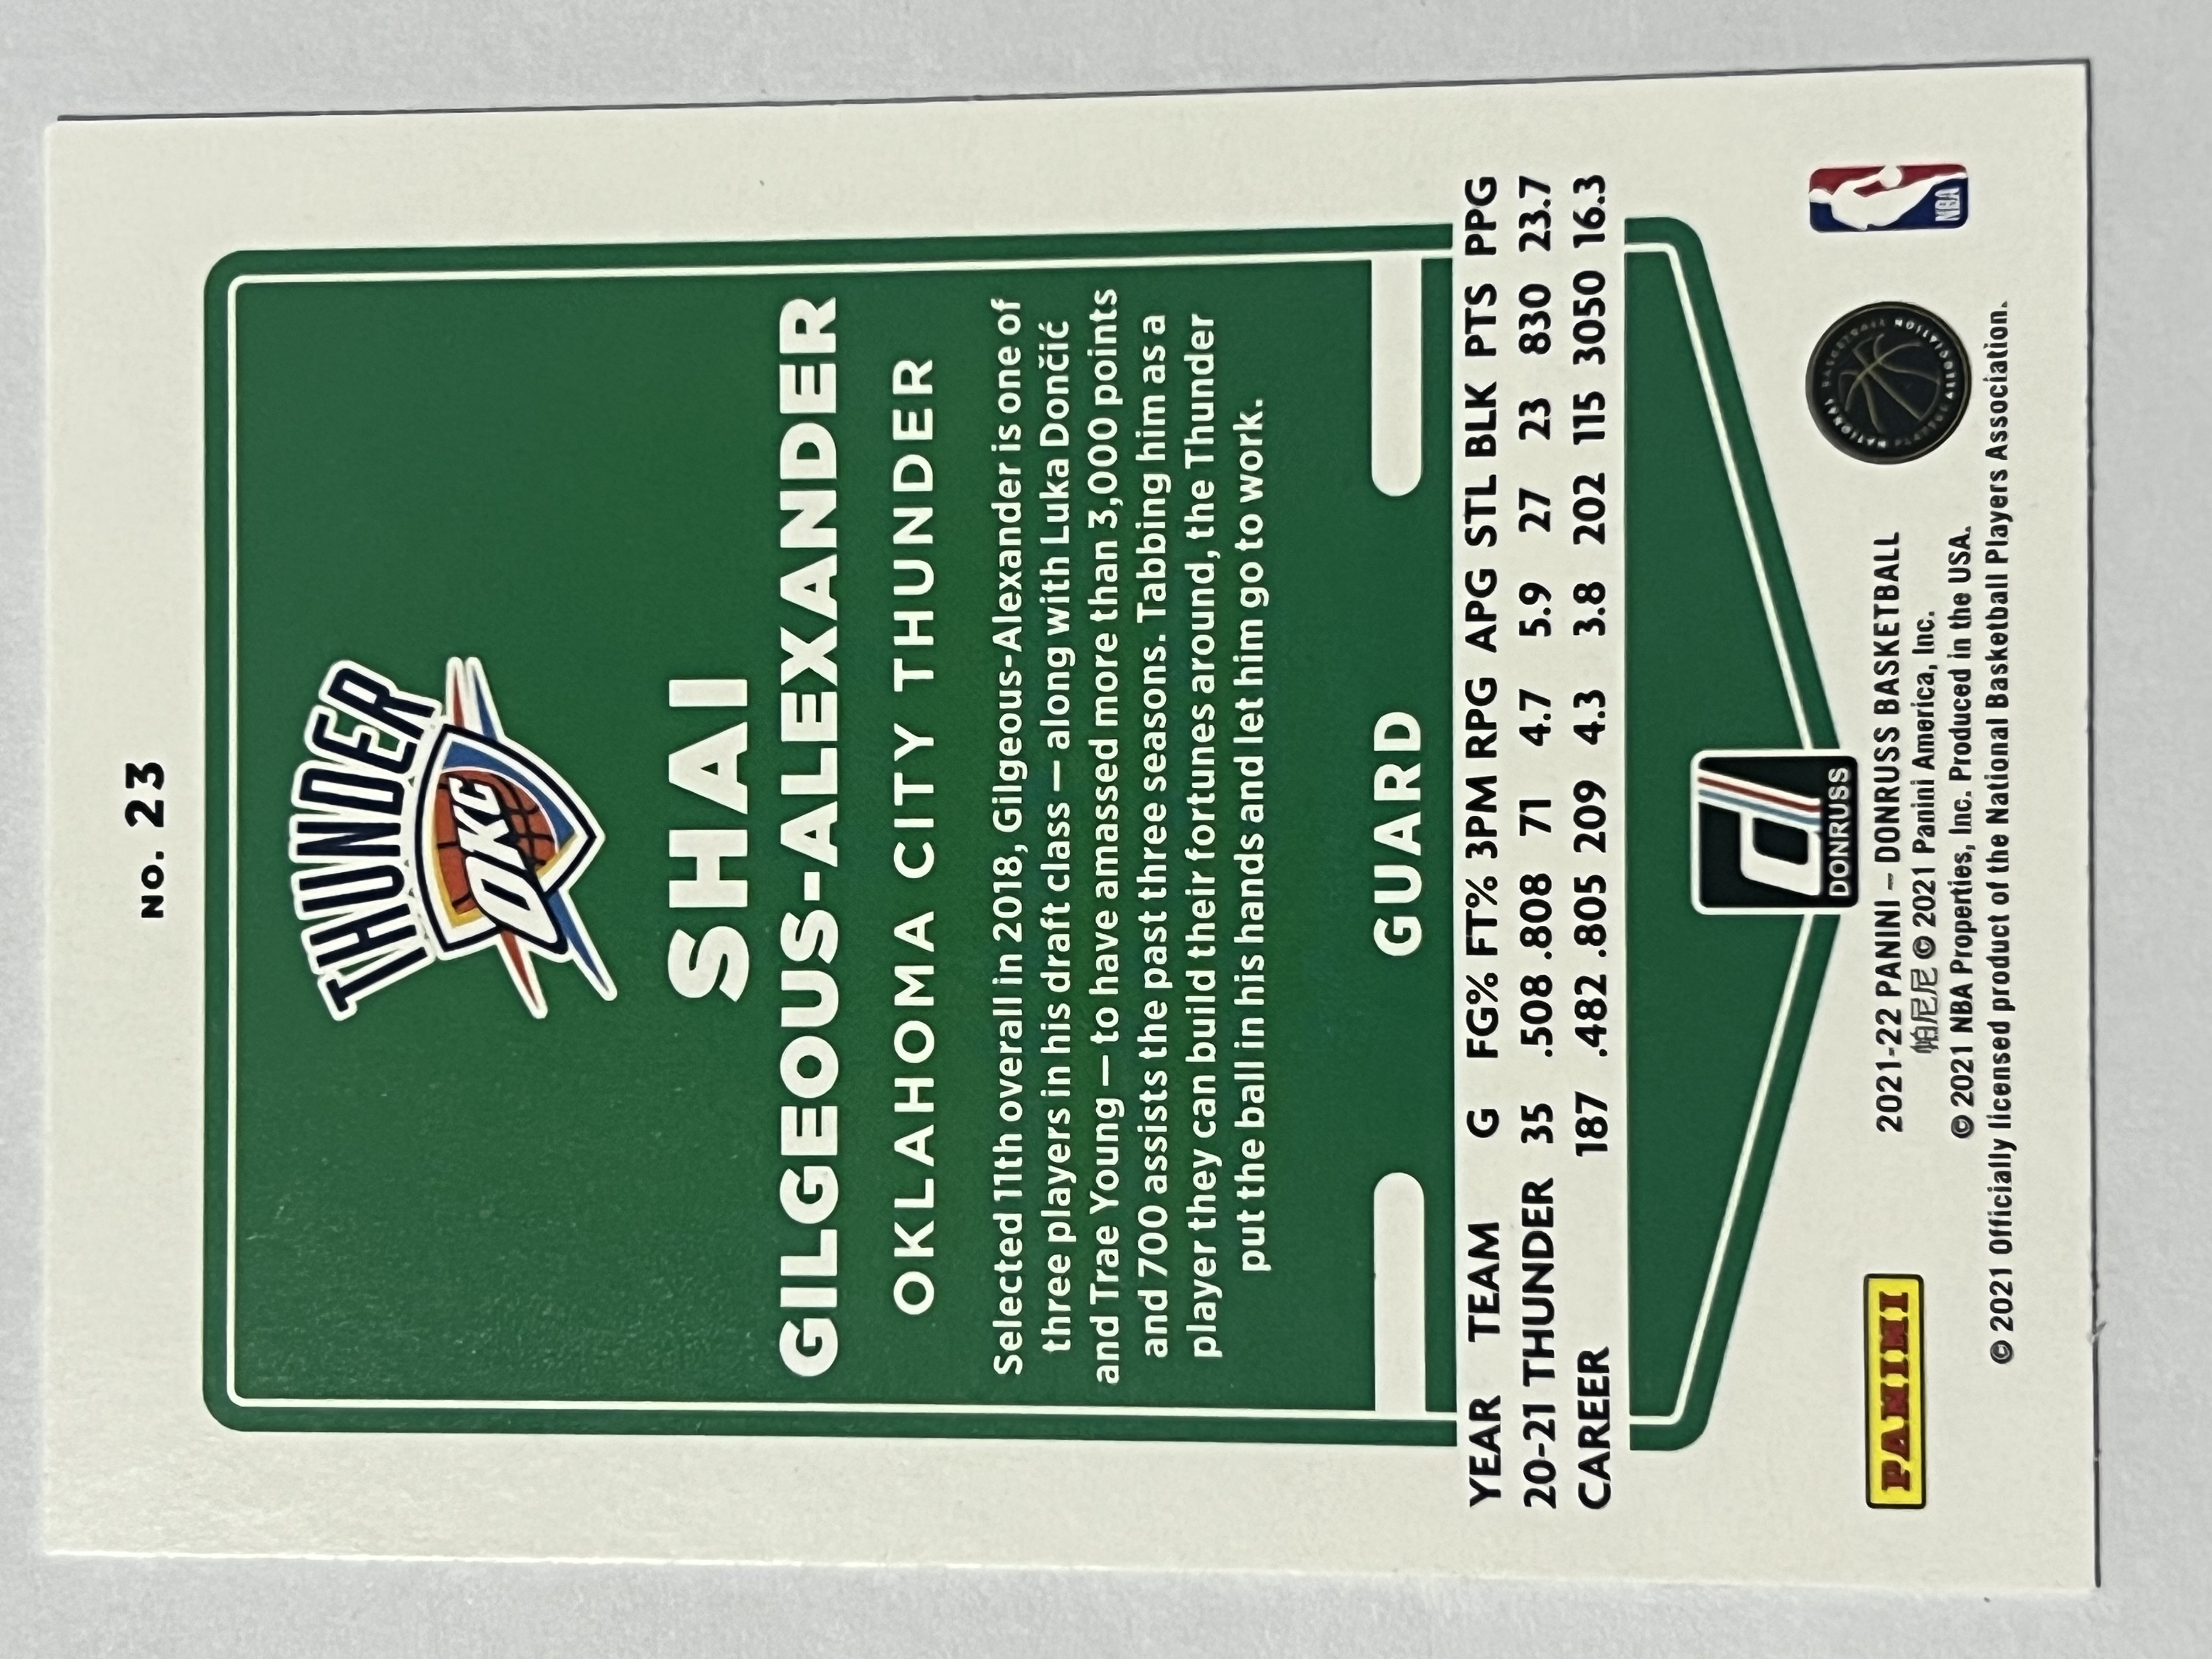 NO. 23
THUNDER
OKC
SHAI
GILGEOUS-ALEXANDER
OKLAHOMA CITY THUNDER
Selected 11th overall in 2018, Gilgeous-Alexander is one of
three players in his draft class — along with Luka Dončić
and Trae Young — to have amassed more than 3,000 points
and 700 assists the past three seasons. Tabbing him as a
player they can build their fortunes around, the Thunder
put the ball in his hands and let him go to work.
GUARD
YEAR TEAM G FG% FT% 3PM RPG APG STL BLK PTS PPG
20-21 THUNDER 35 .508 .808 71 4.7 5.9 27 23 830 23.7
CAREER 187 .482 .805 209 4.3 3.8 202 115 3050 16.3
DONRUSS
PANINI
2021-22 PANINI – DONRUSS BASKETBALL
帕尼尼 © 2021 Panini America, Inc.
© 2021 NBA Properties, Inc. Produced in the USA.
© 2021 Officially licensed product of the National Basketball Players Association.
NATIONAL BASKETBALL PLAYERS ASSOCIATION
NBA